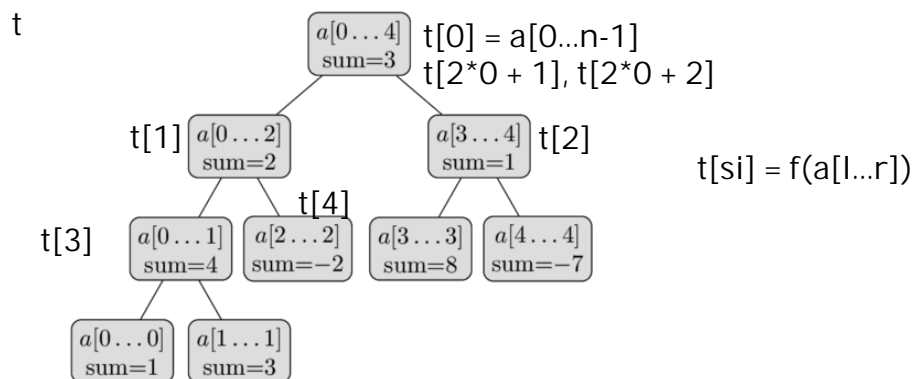 t
a[0...4]
sum=3
t[0] = a[0...n-1]
t[2*0 + 1], t[2*0 + 2]
t[1]
a[0...2]
sum=2
a[3...4]
sum=1
t[2]
t[si] = f(a[l...r])
t[3]
a[0...1]
sum=4
t[4]
a[2...2]
sum=−2
a[3...3]
sum=8
a[4...4]
sum=−7
a[0...0]
sum=1
a[1...1]
sum=3